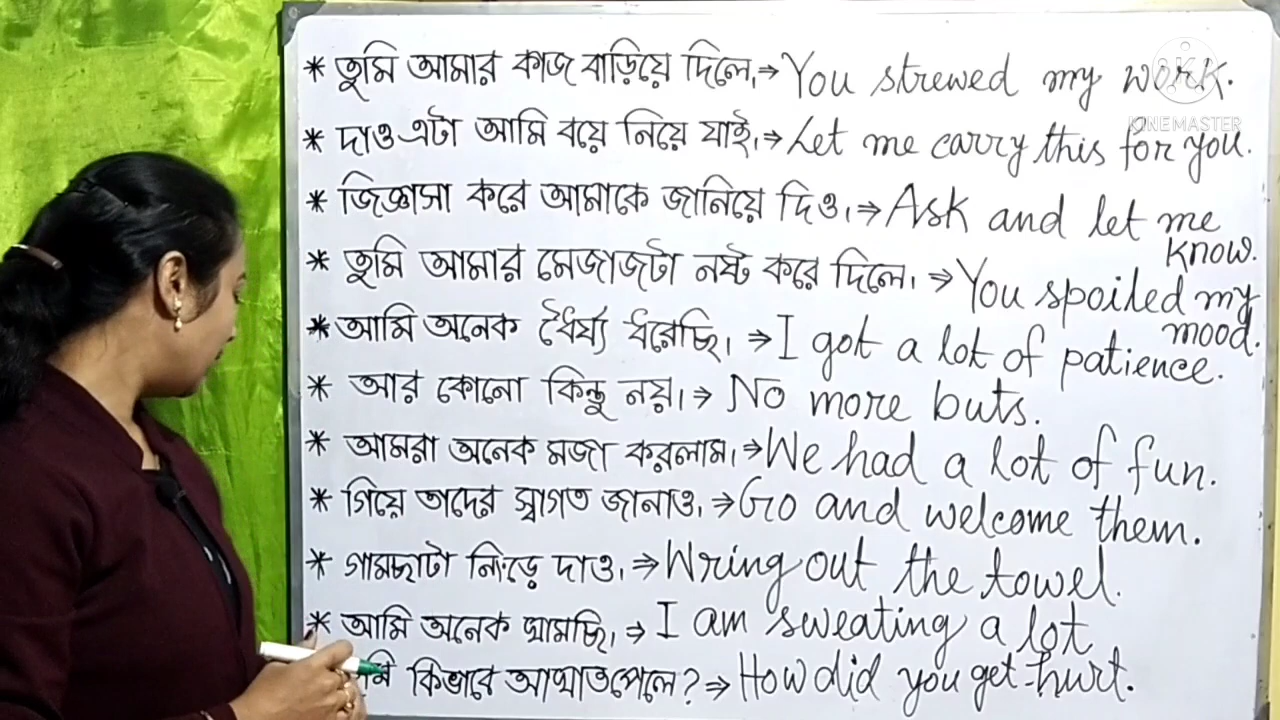 * তুমি আমার কাজ বাড়িয়ে দিলে। ⇒ You strewed my work.
KINEMASTER
* দাও এটা আমি বয়ে নিয়ে যাই। ⇒ Let me carry this for you.
* জিজ্ঞাসা করে আমাকে জানিয়ে দিও। ⇒ Ask and let me
know.
* তুমি আমার মেজাজটা নষ্ট করে দিলে। ⇒ You spoiled my
mood.
* আমি অনেক ধৈর্য্য ধরেছি। ⇒ I got a lot of patience.
* আর কোনো কিন্তু নয়। ⇒ No more buts.
* আমরা অনেক মজা করলাম। ⇒ We had a lot of fun.
* গিয়ে তাদের স্বাগত জানাও। ⇒ Go and welcome them.
* গামছাটা নিংড়ে দাও। ⇒ Wring out the towel.
* আমি অনেক ঘামছি। ⇒ I am sweating a lot
কিভাবে আঘাত পেলে? ⇒ How did you get hurt.